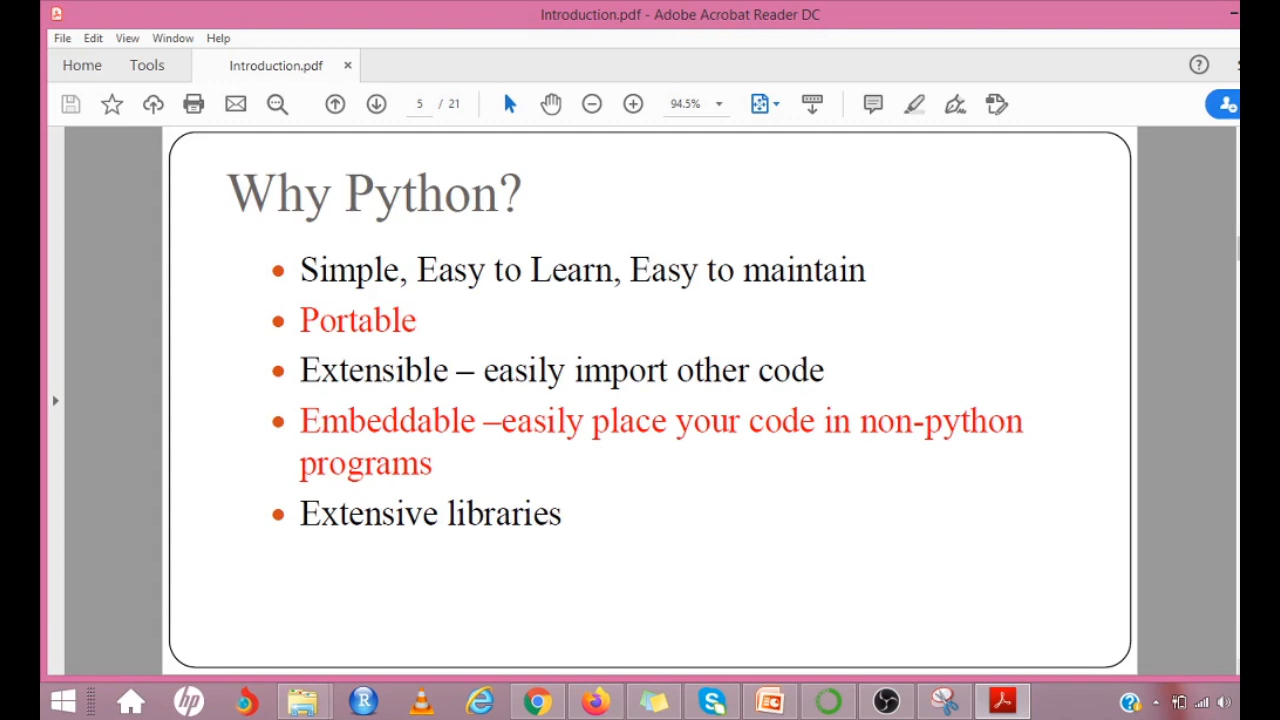 Introduction.pdf - Adobe Acrobat Reader DC
File Edit View Window Help
Home Tools Introduction.pdf
5 / 21 94.5%
Why Python?
Simple, Easy to Learn, Easy to maintain
Portable
Extensible – easily import other code
Embeddable –easily place your code in non-python
programs
Extensive libraries
hp R